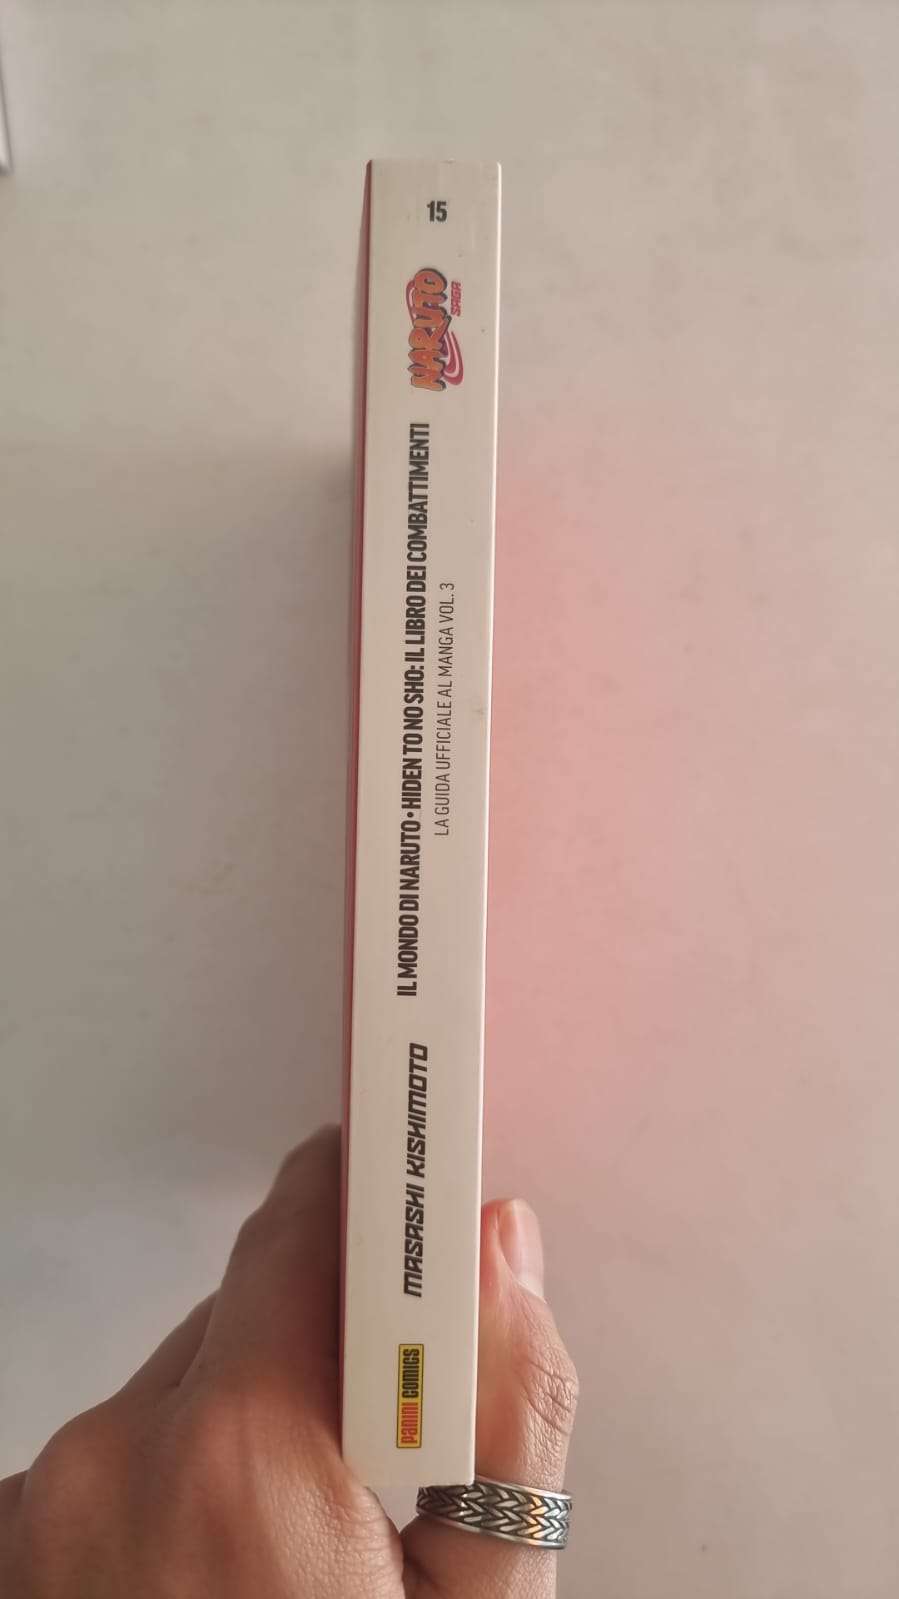 15
NARUTO
SAGA
IL MONDO DI NARUTO • HIDEN TO NO SHO: IL LIBRO DEI COMBATTIMENTI
LA GUIDA UFFICIALE AL MANGA VOL. 3
MASASHI KISHIMOTO
PANINI COMICS